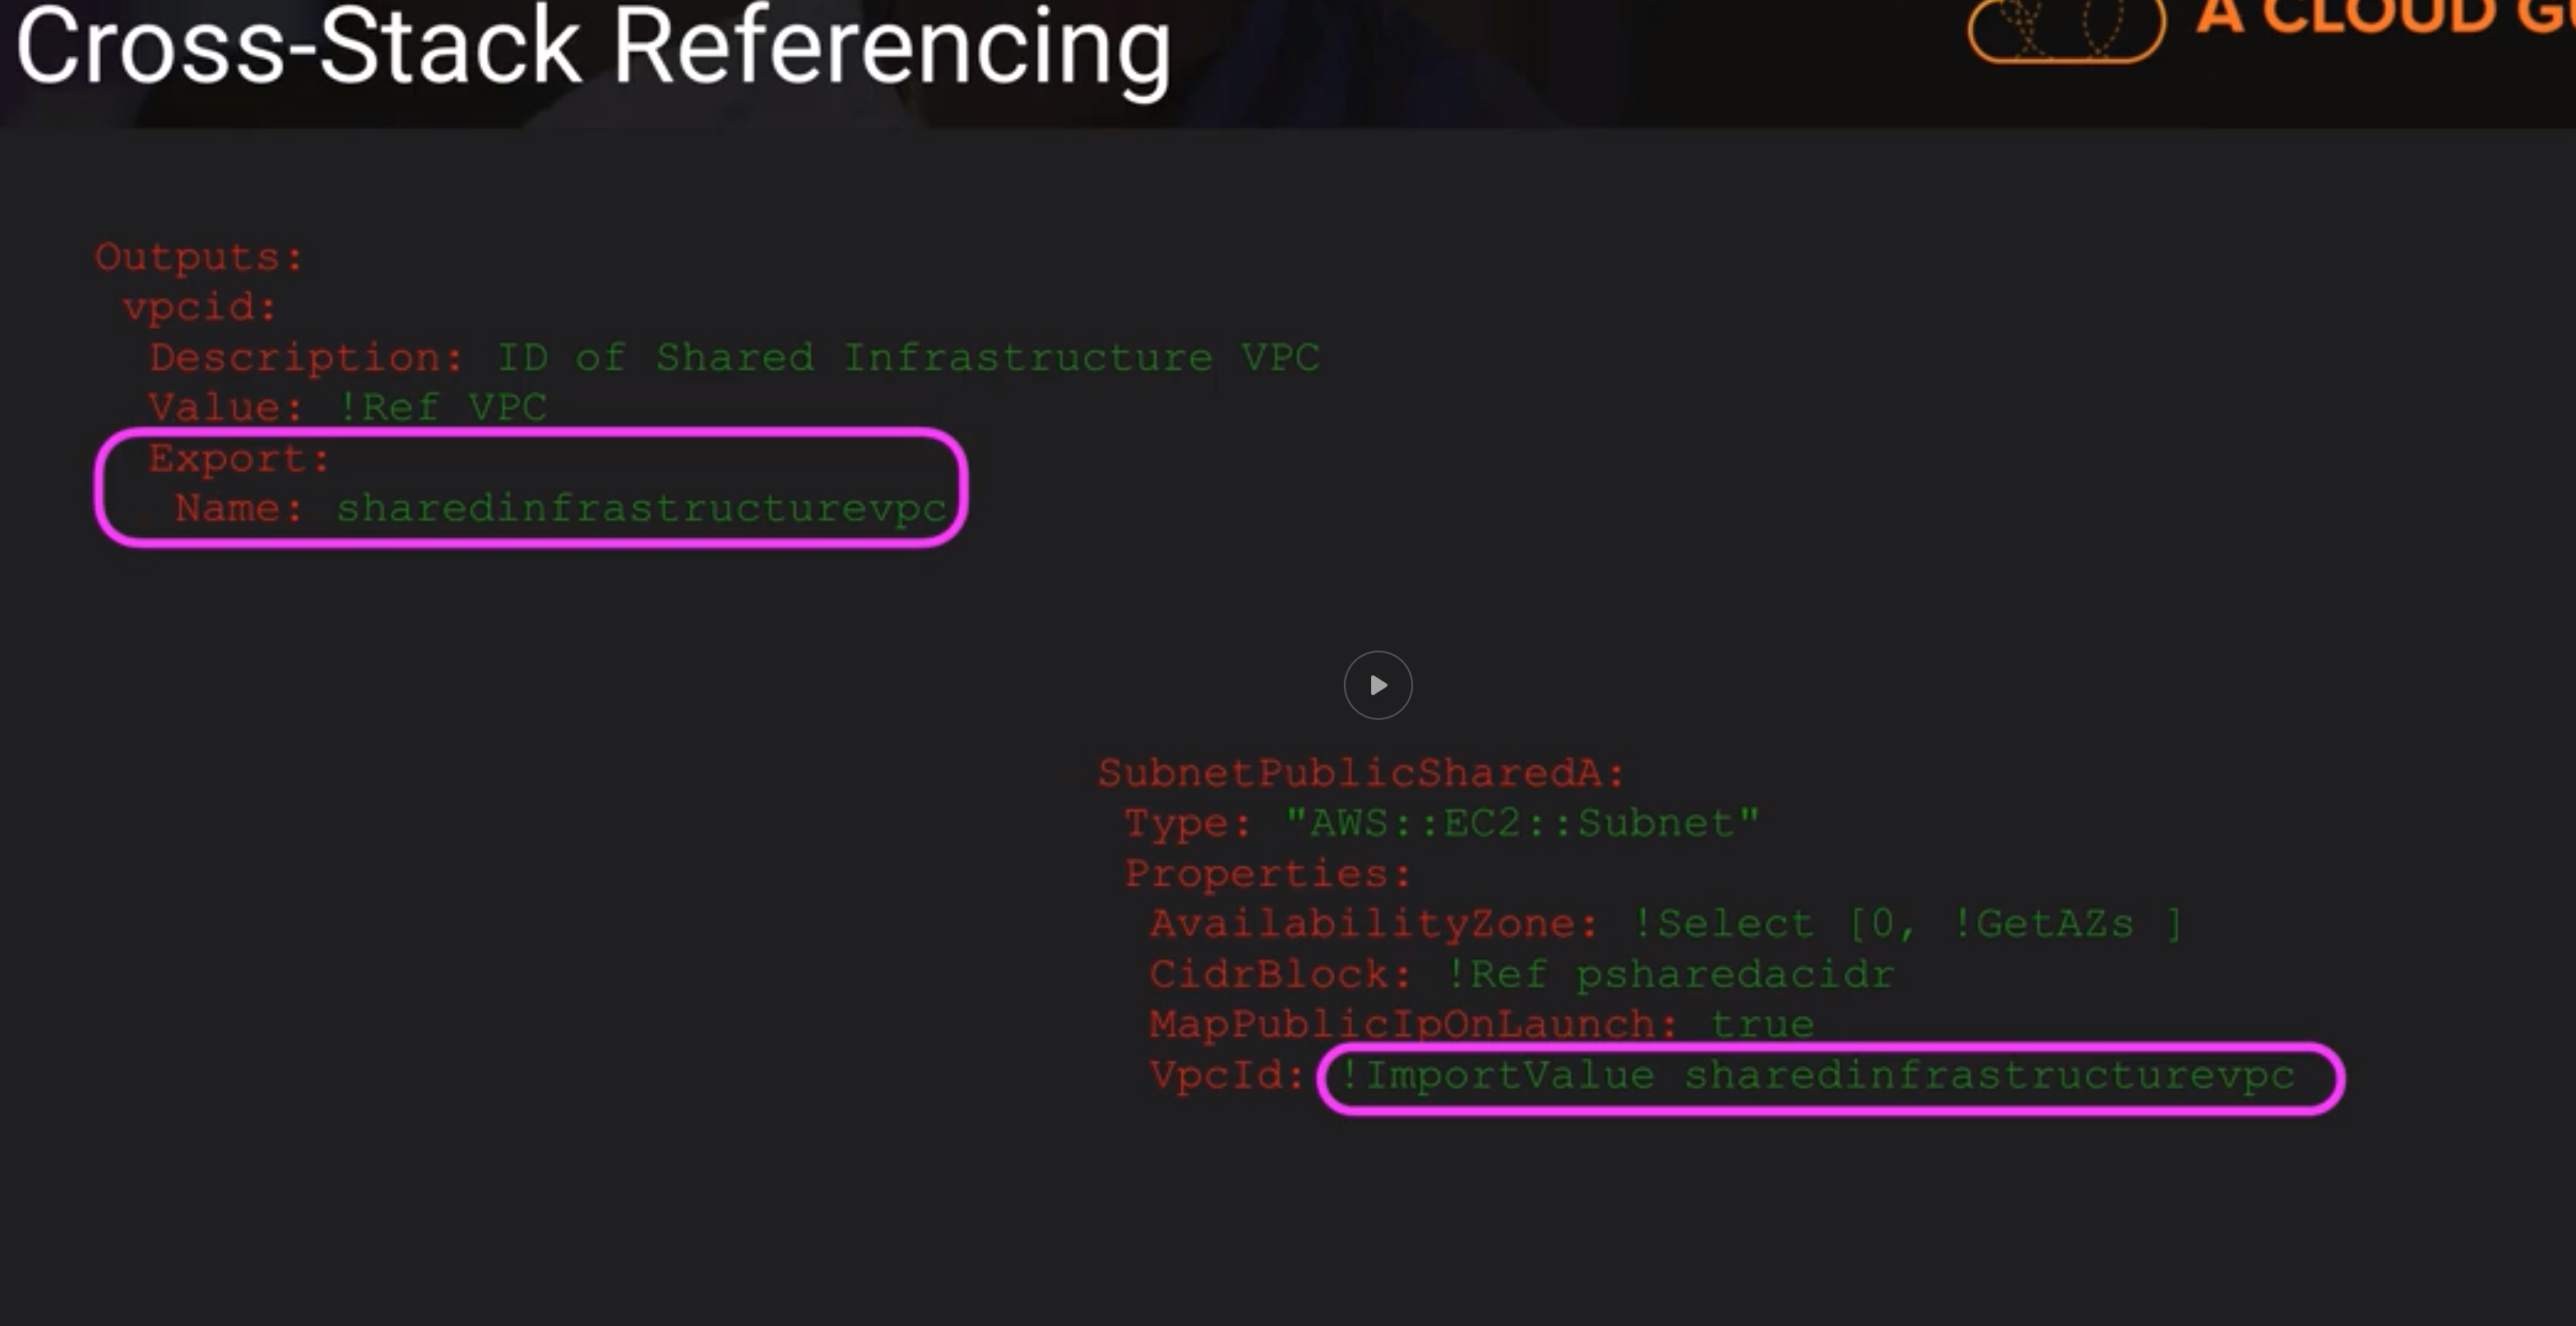 Cross-Stack Referencing
A CLOUD
Outputs:
vpcid:
Description: ID of Shared Infrastructure VPC
Value: !Ref VPC
Export:
Name: sharedinfrastructurevpc
SubnetPublicSharedA:
Type: "AWS::EC2::Subnet"
Properties:
AvailabilityZone: !Select [0, !GetAZs ]
CidrBlock: !Ref psharedacidr
MapPublicIpOnLaunch: true
VpcId: !ImportValue sharedinfrastructurevpc